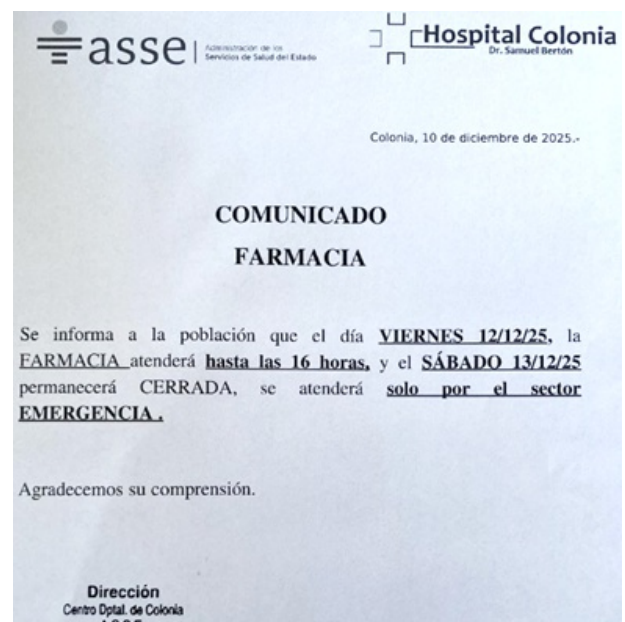 asse
Administración de los
Servicios de Salud del Estado
Hospital Colonia
Dr. Samuel Bertón
Colonia, 10 de diciembre de 2025.-
COMUNICADO
FARMACIA
Se informa a la población que el día VIERNES 12/12/25, la
FARMACIA atenderá hasta las 16 horas, y el SÁBADO 13/12/25
permanecerá CERRADA, se atenderá solo por el sector
EMERGENCIA .
Agradecemos su comprensión.
Dirección
Centro Dptal. de Colonia